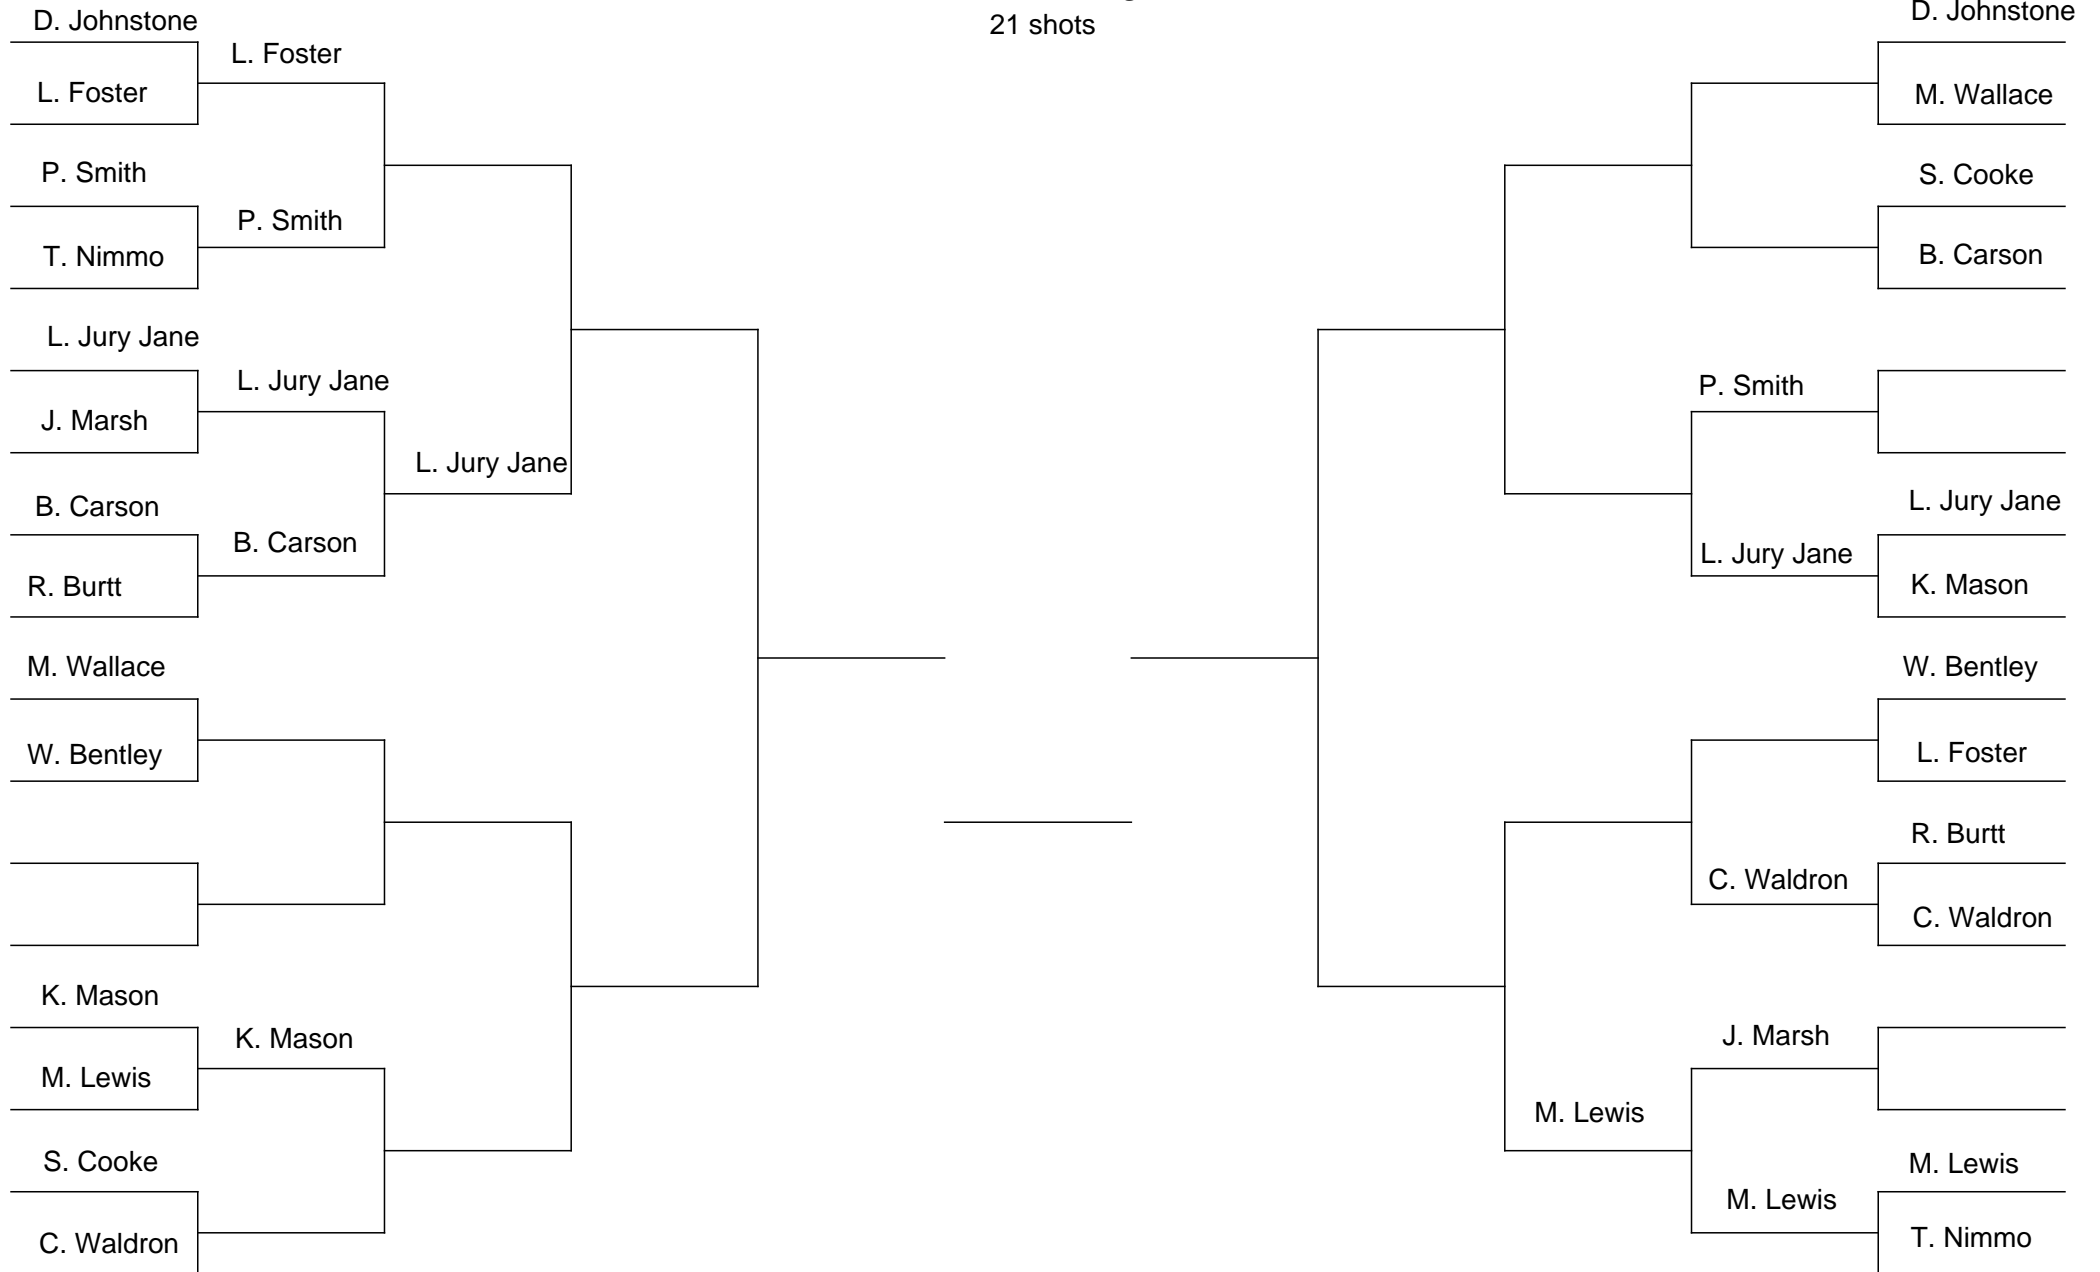 D. Johnstone
L. Foster
L. Foster
P. Smith
P. Smith
T. Nimmo
L. Jury Jane
L. Jury Jane
J. Marsh
L. Jury Jane
B. Carson
B. Carson
R. Burtt
M. Wallace
W. Bentley
K. Mason
K. Mason
M. Lewis
S. Cooke
C. Waldron
21 shots
D. Johnstone
M. Wallace
S. Cooke
B. Carson
P. Smith
L. Jury Jane
L. Jury Jane
K. Mason
W. Bentley
L. Foster
R. Burtt
C. Waldron
C. Waldron
J. Marsh
M. Lewis
M. Lewis
M. Lewis
T. Nimmo